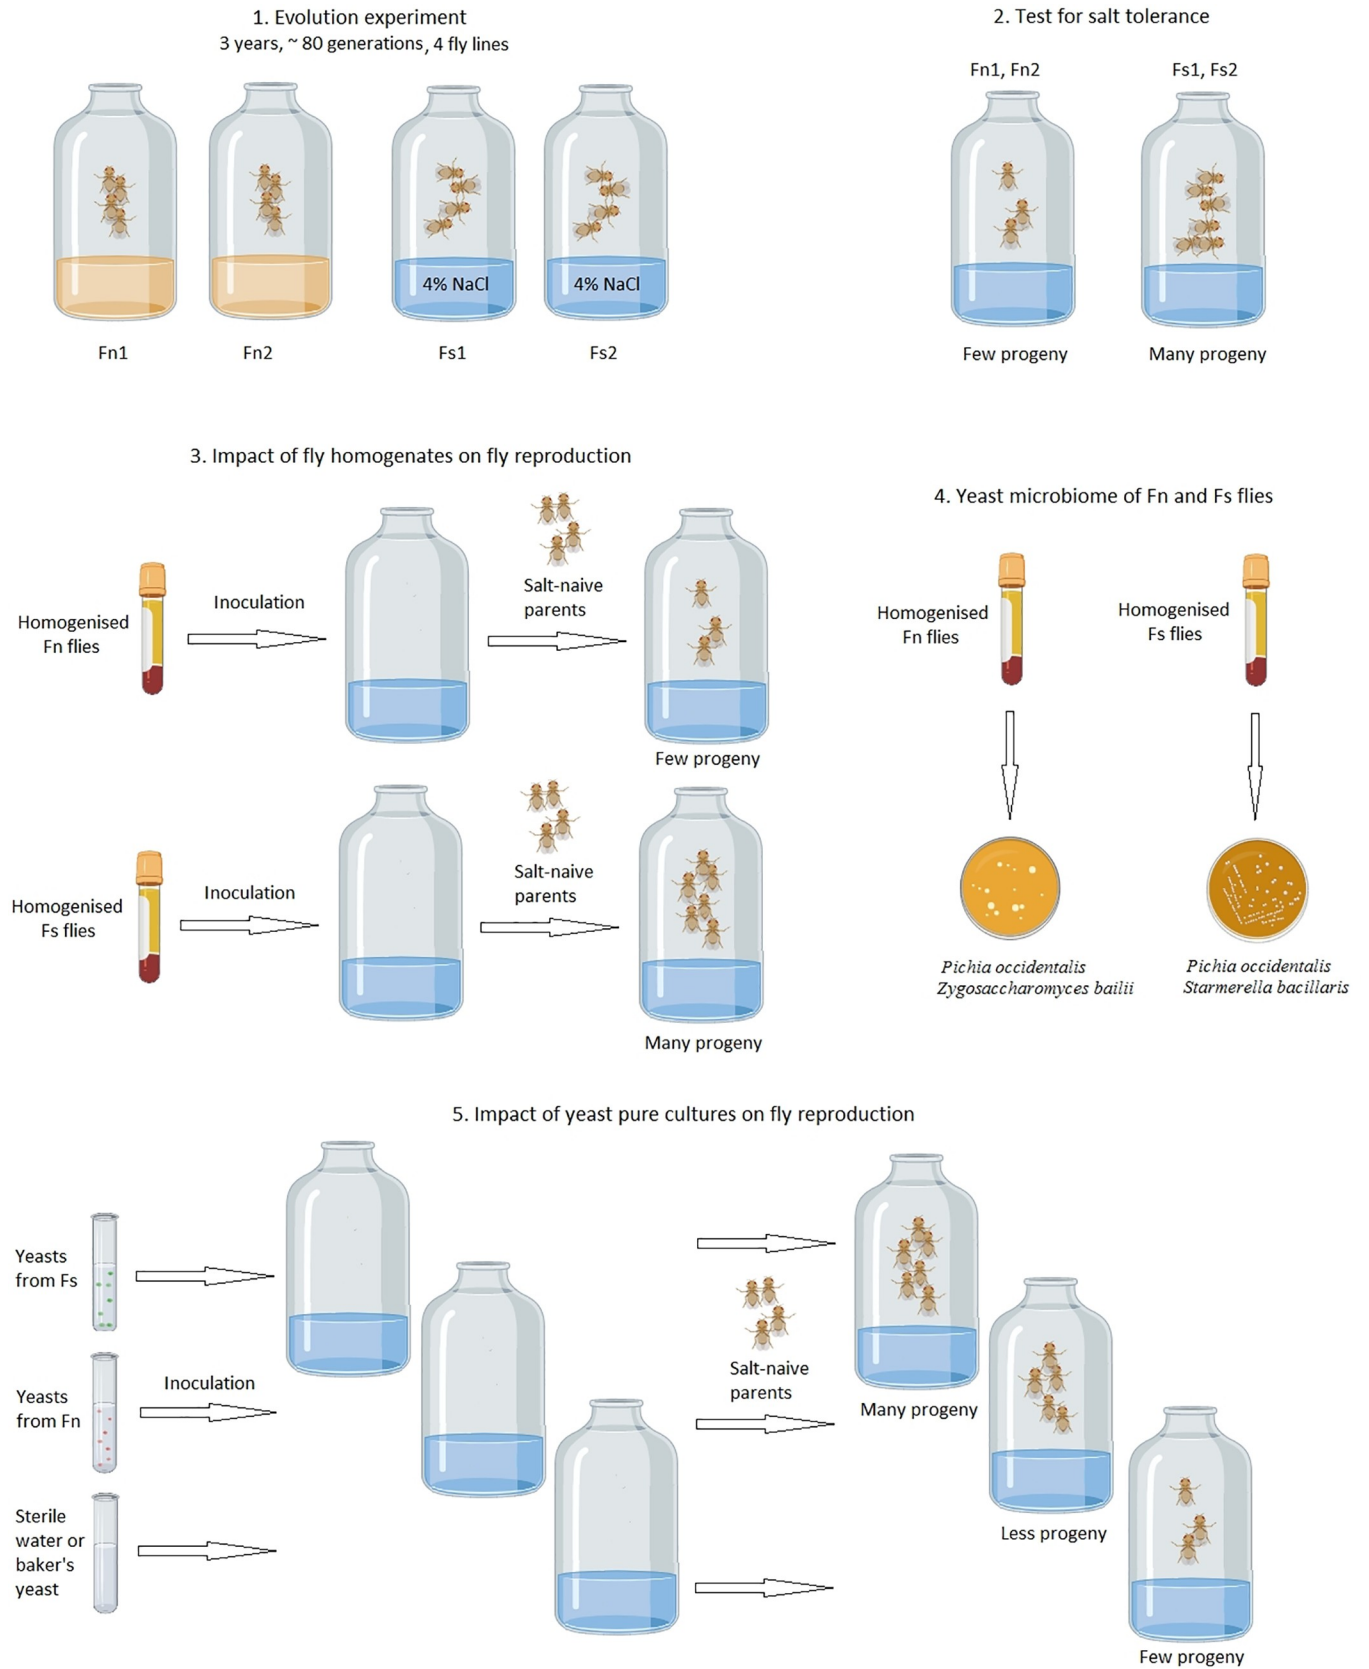 1. Evolution experiment
3 years, ~ 80 generations, 4 fly lines
4% NaCl
4% NaCl
Fn1
Fn2
Fs1
Fs2
2. Test for salt tolerance
Fn1, Fn2
Fs1, Fs2
Few progeny
Many progeny
3. Impact of fly homogenates on fly reproduction
Homogenised
Fn flies
Inoculation
Salt-naive
parents
Few progeny
Homogenised
Fs flies
Inoculation
Salt-naive
parents
Many progeny
4. Yeast microbiome of Fn and Fs flies
Homogenised
Fn flies
Homogenised
Fs flies
Pichia occidentalis
Zygosaccharomyces bailii
Pichia occidentalis
Starmerella bacillaris
5. Impact of yeast pure cultures on fly reproduction
Yeasts
from Fs
Yeasts
from Fn
Inoculation
Sterile
water or
baker's
yeast
Salt-naive
parents
Many progeny
Less progeny
Few progeny